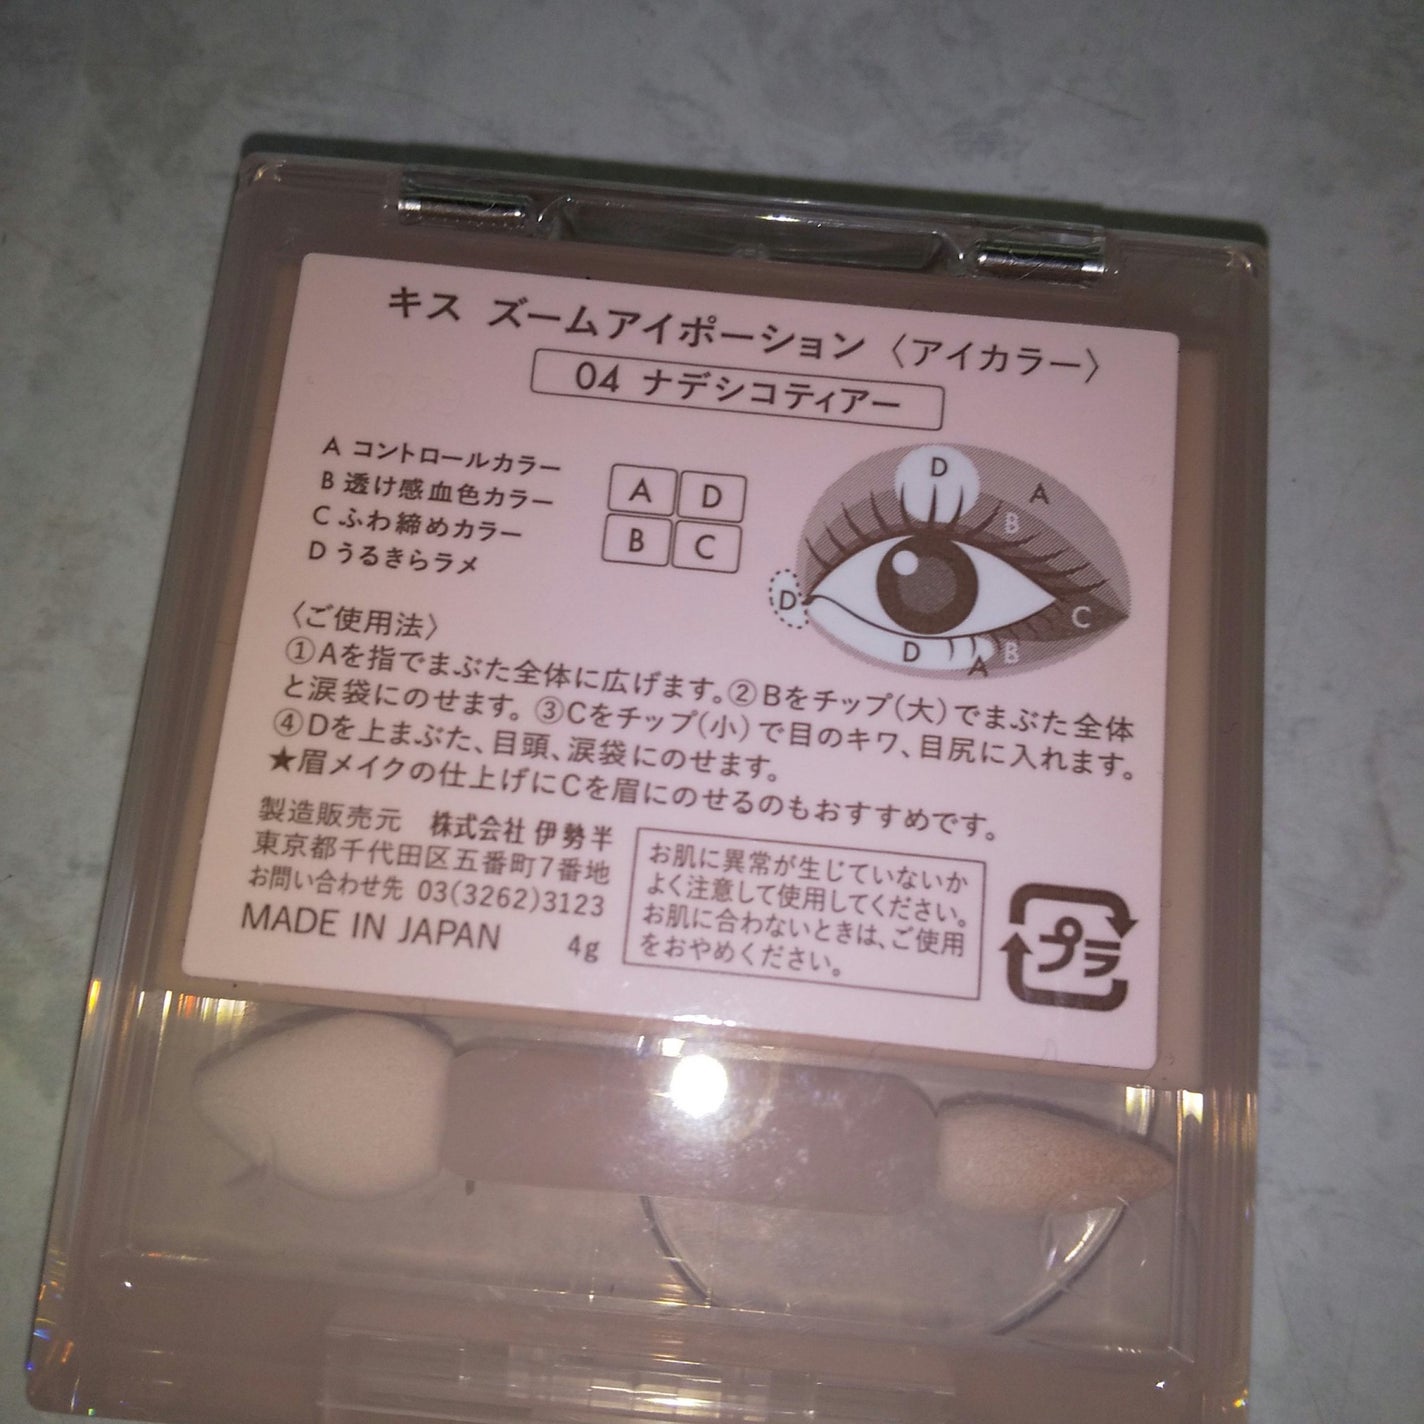 キス ズームアイポーション〈アイカラー〉
04 ナデシコティアー
A コントロールカラー
B 透け感血色カラー
C ふわ締めカラー
D うるきらラメ
A D
B C
D
A
B
D
C
D
A
B
〈ご使用法〉
①Aを指でまぶた全体に広げます。②Bをチップ(大)でまぶた全体
と涙袋にのせます。③Cをチップ(小)で目のキワ、目尻に入れます。
④Dを上まぶた、目頭、涙袋にのせます。
★眉メイクの仕上げにCを眉にのせるのもおすすめです。
製造販売元 株式会社 伊勢半
東京都千代田区五番町7番地
お問い合わせ先 03(3262)3123
MADE IN JAPAN 4g
お肌に異常が生じていないか
よく注意して使用してください。
お肌に合わないときは、ご使用
をおやめください。
プラ